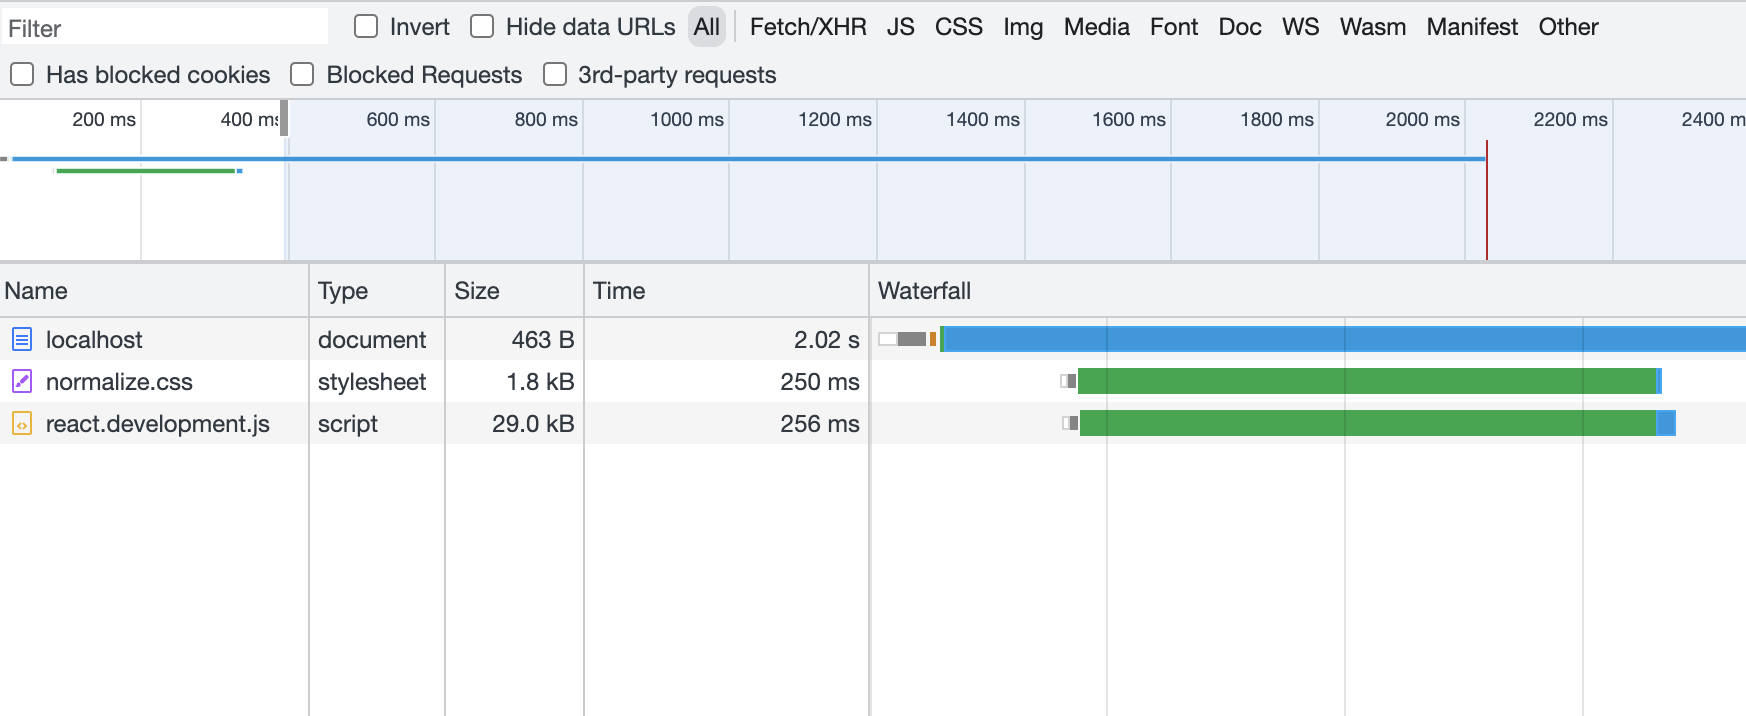 Filter Invert Hide data URLs All Fetch/XHR JS CSS Img Media Font Doc WS Wasm Manifest Other
Has blocked cookies Blocked Requests 3rd-party requests
200 ms 400 ms 600 ms 800 ms 1000 ms 1200 ms 1400 ms 1600 ms 1800 ms 2000 ms 2200 ms 2400 m
Name Type Size Time Waterfall
localhost document 463 B 2.02 s
normalize.css stylesheet 1.8 kB 250 ms
react.development.js script 29.0 kB 256 ms